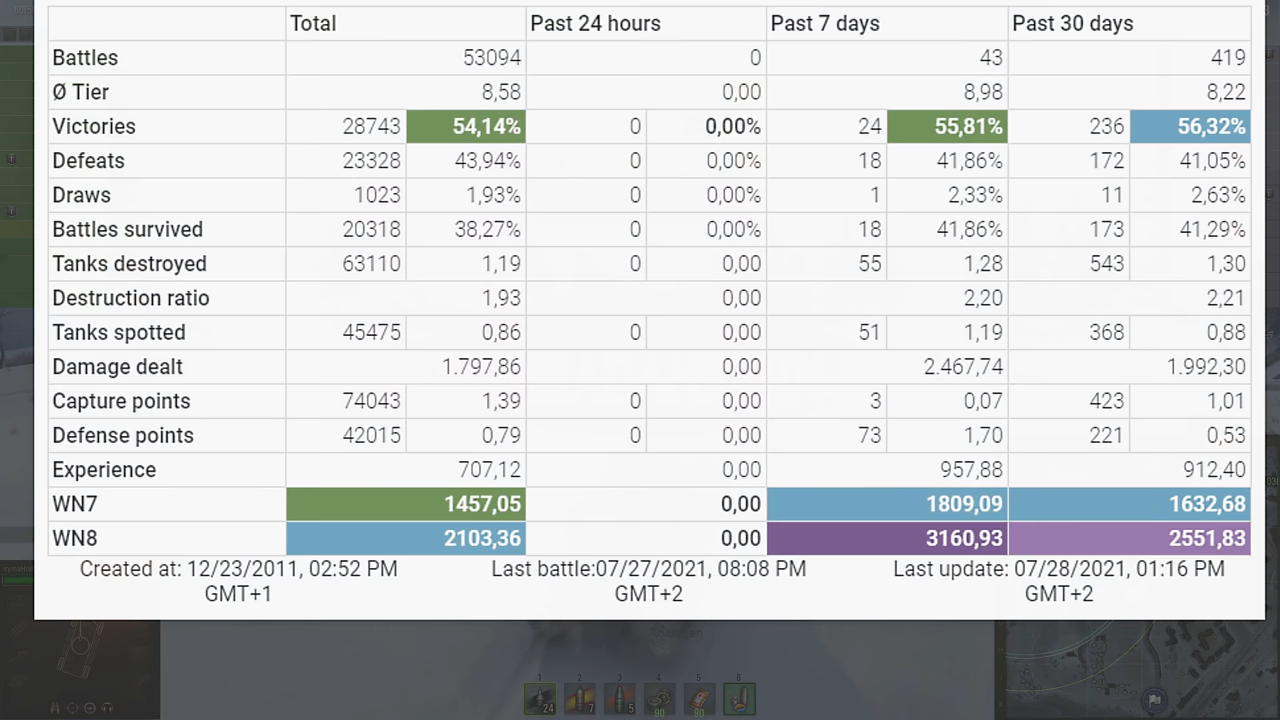 Total Past 24 hours Past 7 days Past 30 days
Battles 53094 0 43 419
Ø Tier 8,58 0,00 8,98 8,22
Victories 28743 54,14% 0 0,00% 24 55,81% 236 56,32%
Defeats 23328 43,94% 0 0,00% 18 41,86% 172 41,05%
Draws 1023 1,93% 0 0,00% 1 2,33% 11 2,63%
Battles survived 20318 38,27% 0 0,00% 18 41,86% 173 41,29%
Tanks destroyed 63110 1,19 0 0,00 55 1,28 543 1,30
Destruction ratio 1,93 0,00 2,20 2,21
Tanks spotted 45475 0,86 0 0,00 51 1,19 368 0,88
Damage dealt 1.797,86 0,00 2.467,74 1.992,30
Capture points 74043 1,39 0 0,00 3 0,07 423 1,01
Defense points 42015 0,79 0 0,00 73 1,70 221 0,53
Experience 707,12 0,00 957,88 912,40
WN7 1457,05 0,00 1809,09 1632,68
WN8 2103,36 0,00 3160,93 2551,83
Created at: 12/23/2011, 02:52 PM Last battle:07/27/2021, 08:08 PM Last update: 07/28/2021, 01:16 PM
GMT+1 GMT+2 GMT+2
1 2 3 4 5 6
24 7 5 90 90